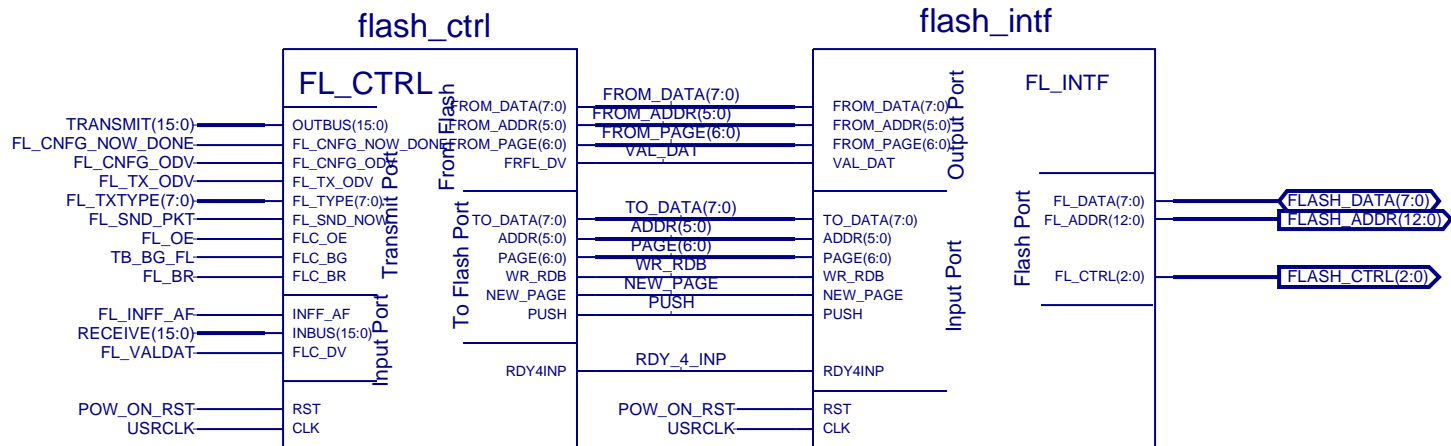 flash_ctrl
flash_intf
FL_CTRL
FL_INTF
TRANSMIT(15:0)
FL_CNFG_NOW_DONE
FL_CNFG_ODV
FL_TX_ODV
FL_TXTYPE(7:0)
FL_SND_PKT
FL_OE
TB_BG_FL
FL_BR
FL_INFF_AF
RECEIVE(15:0)
FL_VALDAT
POW_ON_RST
USRCLK
OUTBUS(15:0)
FL_CNFG_NOW_DONE
FL_CNFG_ODV
FL_TX_ODV
FL_TYPE(7:0)
FL_SND_NOW
FLC_OE
FLC_BG
FLC_BR
INFF_AF
INBUS(15:0)
FLC_DV
RST
CLK
Transmit Port
Input Port
From Flash
To Flash Port
FROM_DATA(7:0)
FROM_ADDR(5:0)
FROM_PAGE(6:0)
FRFL_DV
TO_DATA(7:0)
ADDR(5:0)
PAGE(6:0)
WR_RDB
NEW_PAGE
PUSH
RDY4INP
FROM_DATA(7:0)
FROM_ADDR(5:0)
FROM_PAGE(6:0)
VAL_DAT
TO_DATA(7:0)
ADDR(5:0)
PAGE(6:0)
WR_RDB
NEW_PAGE
PUSH
RDY_4_INP
POW_ON_RST
USRCLK
FROM_DATA(7:0)
FROM_ADDR(5:0)
FROM_PAGE(6:0)
VAL_DAT
TO_DATA(7:0)
ADDR(5:0)
PAGE(6:0)
WR_RDB
NEW_PAGE
PUSH
RDY4INP
RST
CLK
Output Port
Input Port
Flash Port
FL_DATA(7:0)
FL_ADDR(12:0)
FL_CTRL(2:0)
FLASH_DATA(7:0)
FLASH_ADDR(12:0)
FLASH_CTRL(2:0)